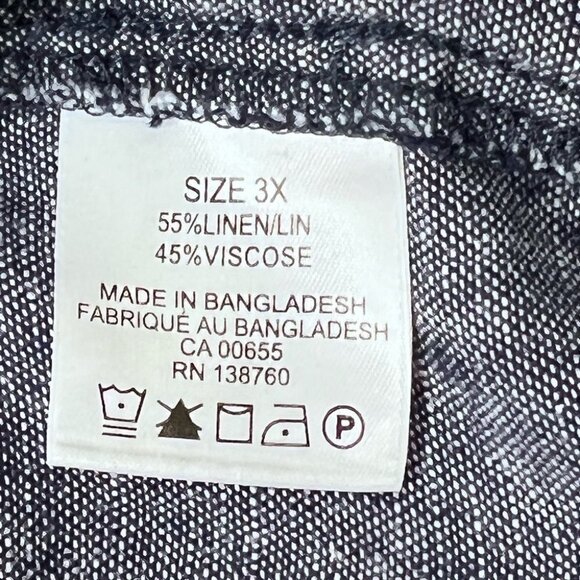 SIZE 3X
55%LINEN/LIN
45%VISCOSE
MADE IN BANGLADESH
FABRIQUÉ AU BANGLADESH
CA 00655
RN 138760
P